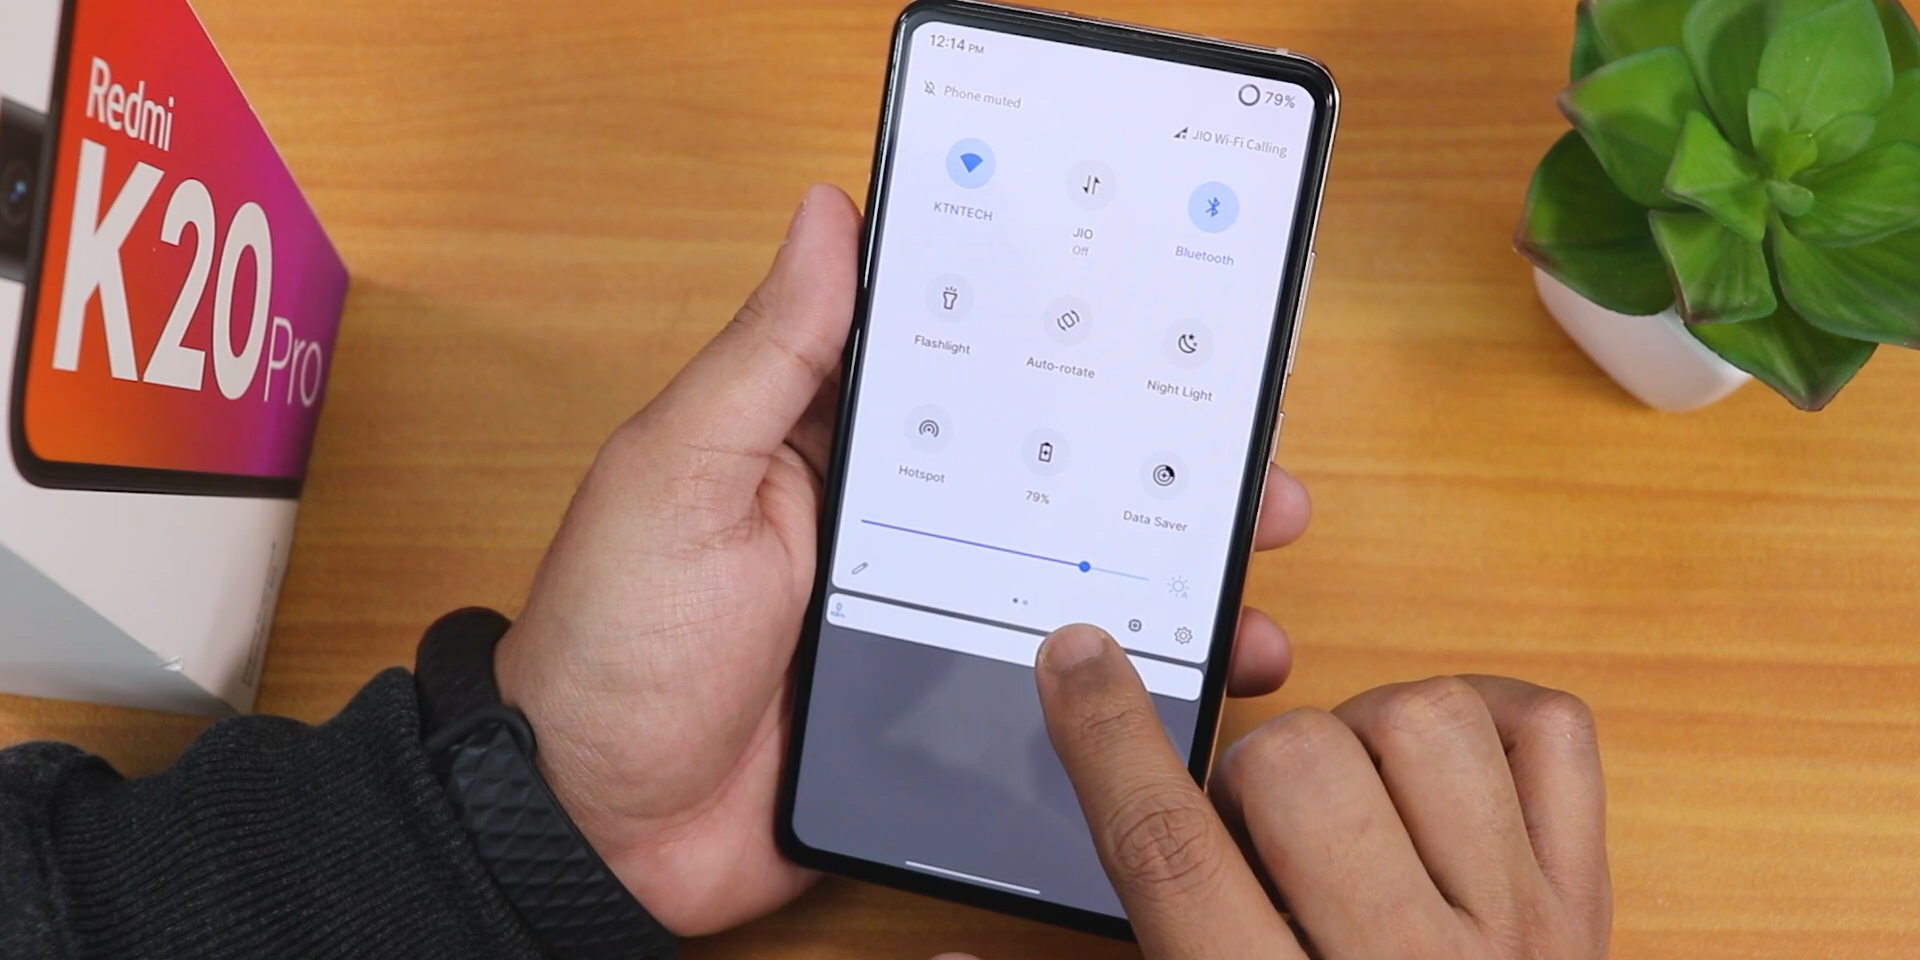 Redmi
K20 Pro
12:14 PM
79%
Phone muted
JIO Wi-Fi Calling
KTNTECH
JIO
Off
Bluetooth
Flashlight
Auto-rotate
Night Light
Hotspot
79%
Data Saver